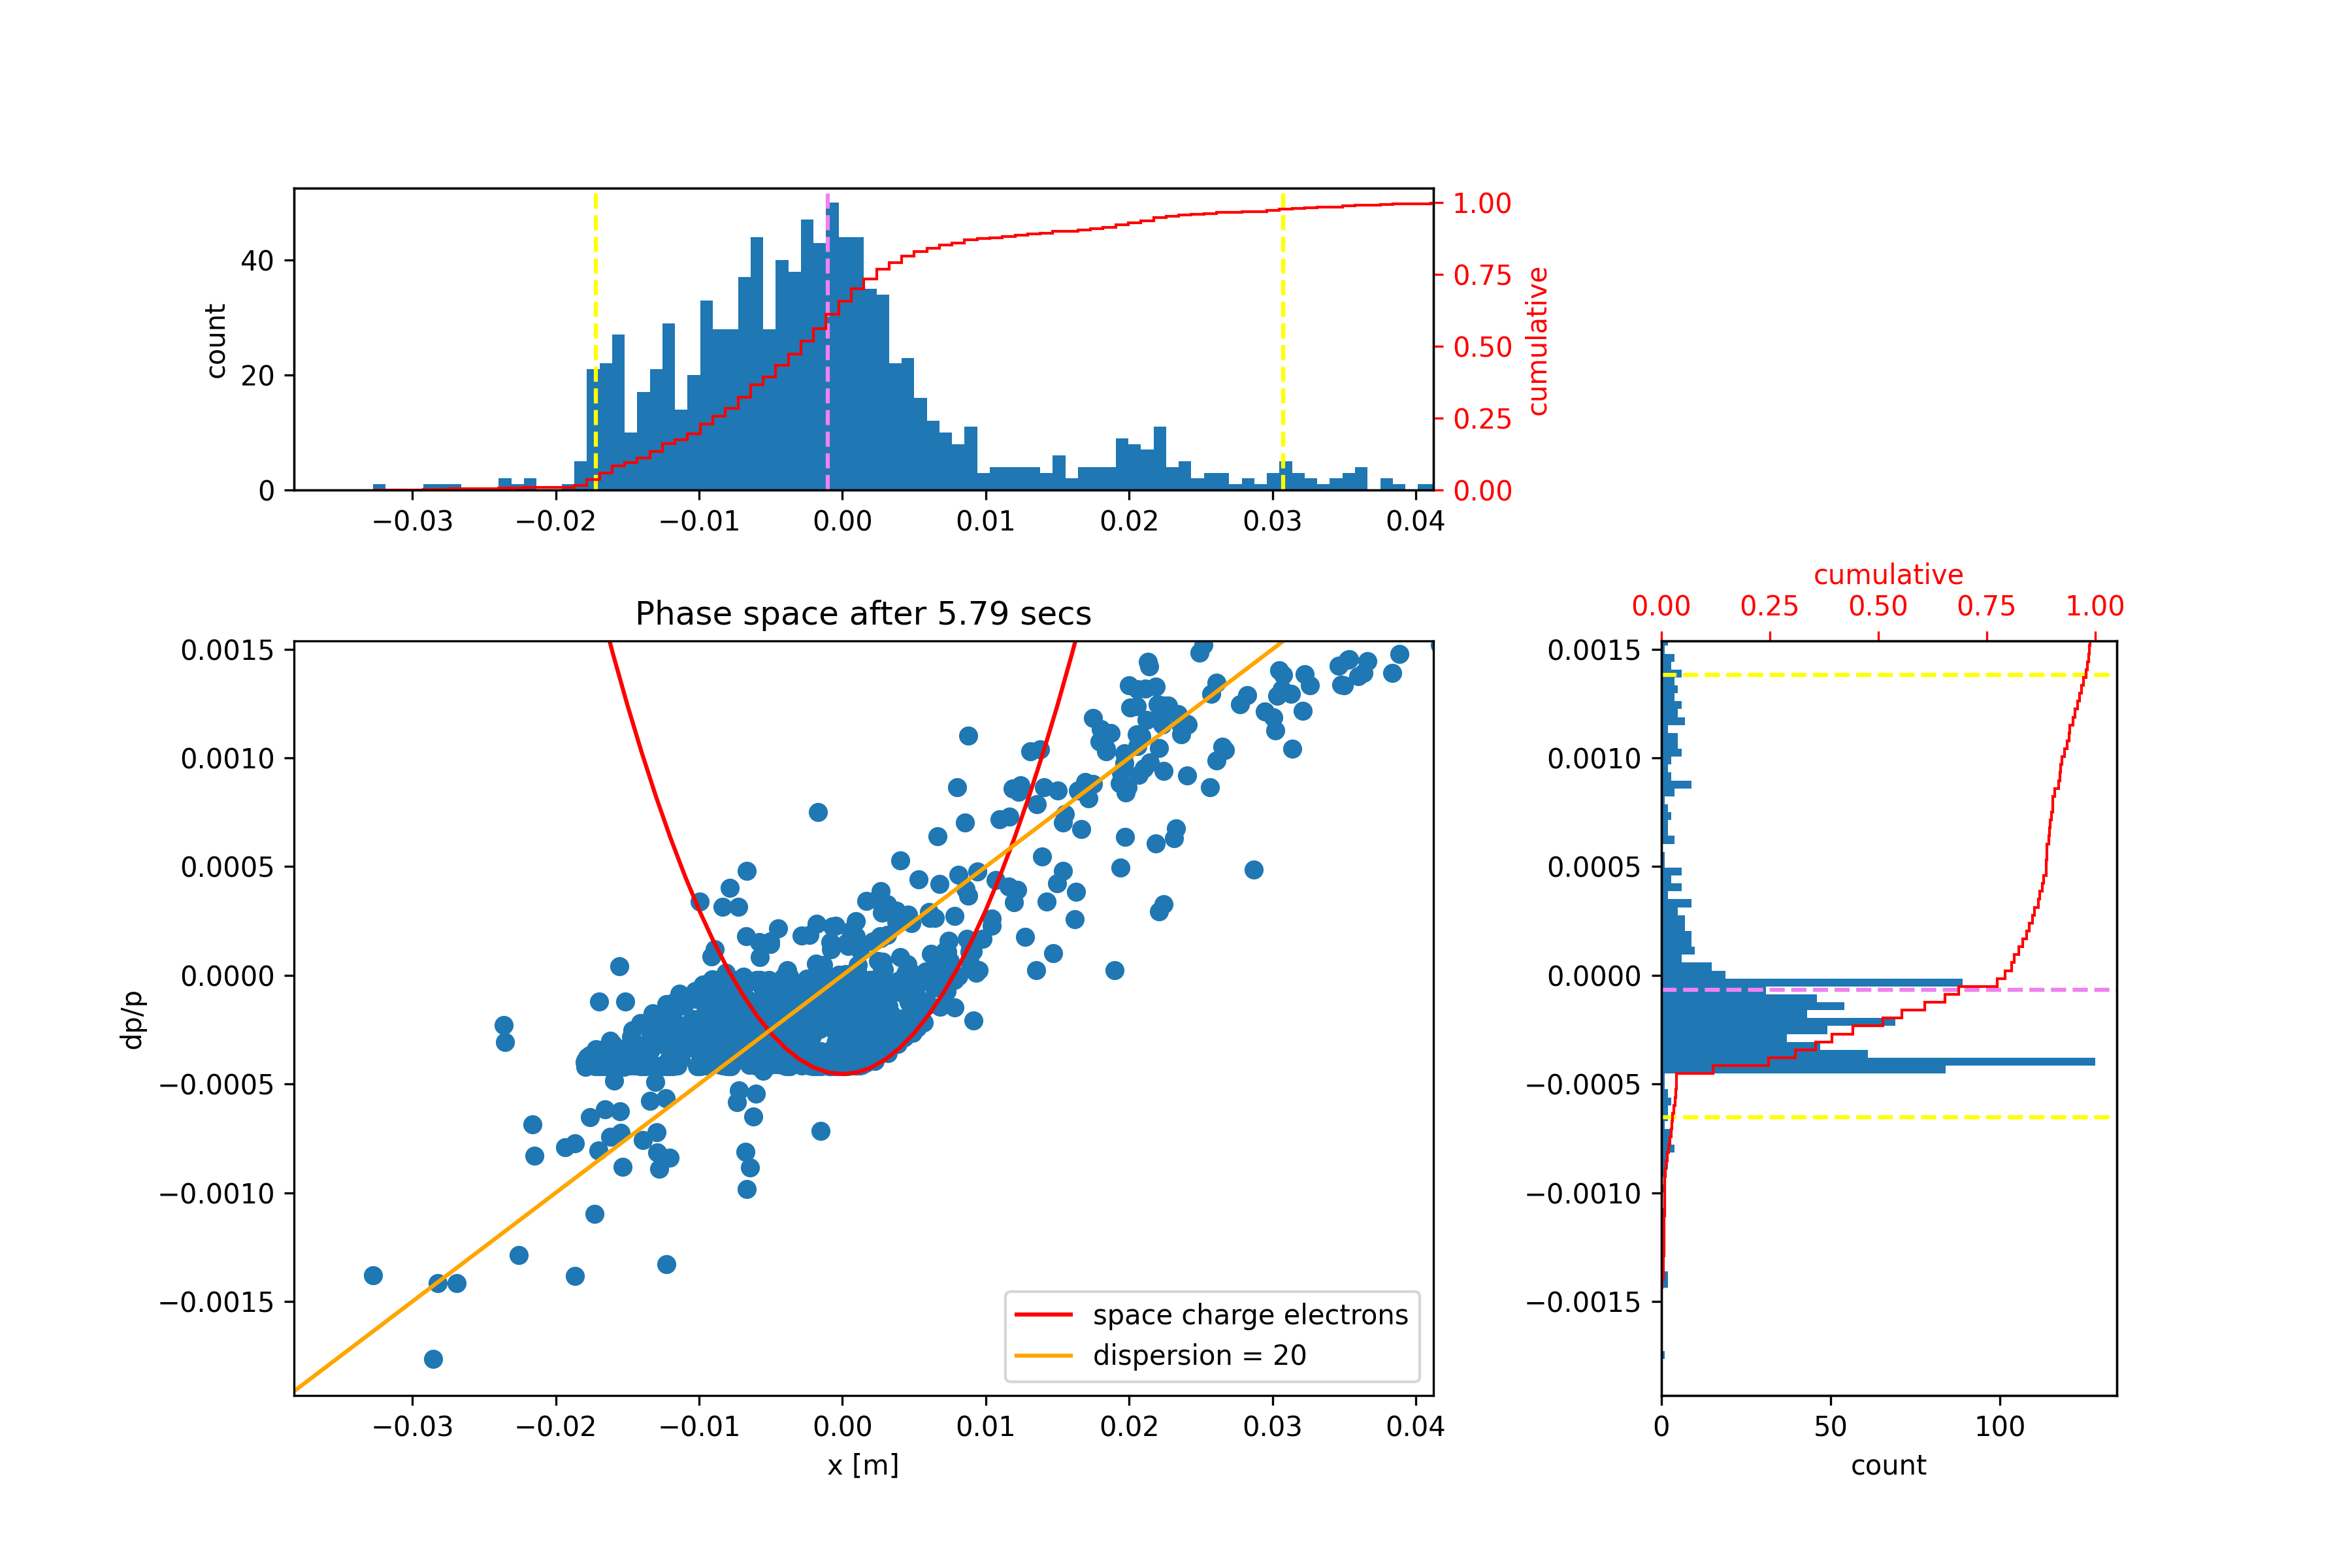 count
40
20
0
1.00
0.75
0.50
0.25
0.00
cumulative
−0.03 −0.02 −0.01 0.00 0.01 0.02 0.03 0.04
Phase space after 5.79 secs
dp/p
0.0015
0.0010
0.0005
0.0000
−0.0005
−0.0010
−0.0015
space charge electrons
dispersion = 20
−0.03 −0.02 −0.01 0.00 0.01 0.02 0.03 0.04
x [m]
cumulative
0.00 0.25 0.50 0.75 1.00
0.0015
0.0010
0.0005
0.0000
−0.0005
−0.0010
−0.0015
0 50 100
count